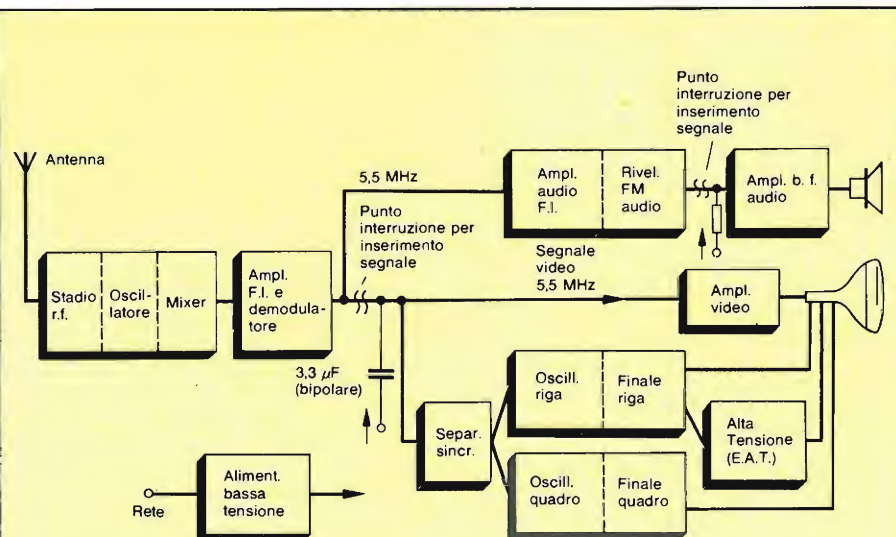 Antenna
Stadio
r.f.
Oscil-
latore
Mixer
Ampl.
F.I. e
demodula-
tore
5,5 MHz
Punto
interruzione per
inserimento
segnale
3,3 µF
(bipolare)
Ampl.
audio
F.I.
Rivel.
FM
audio
Punto
interruzione per
inserimento
segnale
Ampl. b. f.
audio
Segnale
video
5,5 MHz
Ampl.
video
Separ.
sincr.
Oscill.
riga
Finale
riga
Alta
Tensione
(E.A.T.)
Oscill.
quadro
Finale
quadro
Rete
Aliment.
bassa
tensione